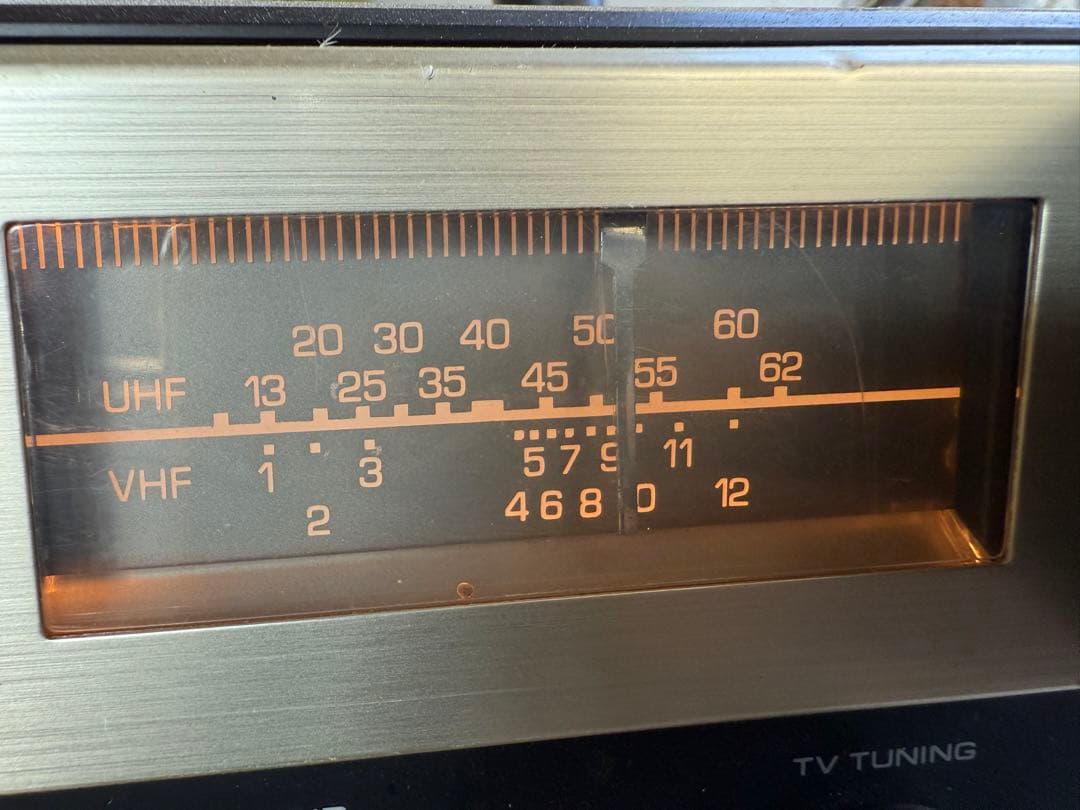 20 30 40 50 60
UHF 13 25 35 45 55 62
VHF 1 3 5 7 9 11
2 4 6 8 0 12
TV TUNING